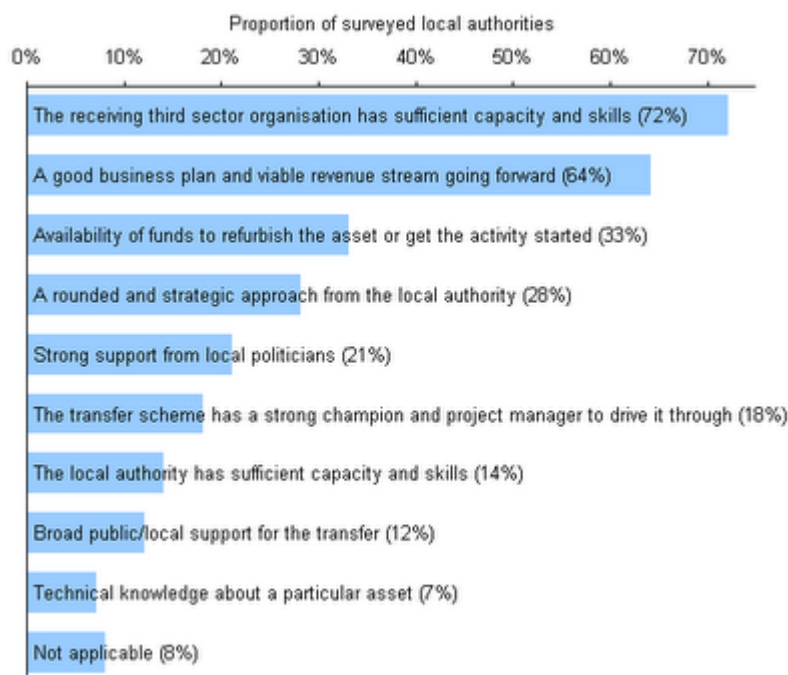 Proportion of surveyed local authorities
0% 10% 20% 30% 40% 50% 60% 70%
The receiving third sector organisation has sufficient capacity and skills (72%)
A good business plan and viable revenue stream going forward (64%)
Availability of funds to refurbish the asset or get the activity started (33%)
A rounded and strategic approach from the local authority (28%)
Strong support from local politicians (21%)
The transfer scheme has a strong champion and project manager to drive it through (18%)
The local authority has sufficient capacity and skills (14%)
Broad public/local support for the transfer (12%)
Technical knowledge about a particular asset (7%)
Not applicable (8%)